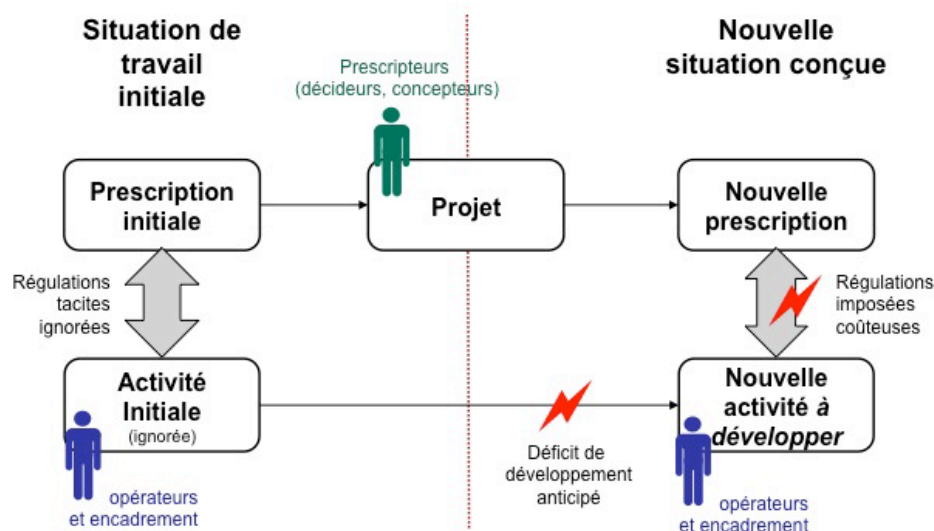 Situation de
travail
initiale
Nouvelle
situation conçue
Prescripteurs
(décideurs, concepteurs)
Prescription
initiale
Projet
Nouvelle
prescription
Régulations
tacites
ignorées
Régulations
imposées
coûteuses
Activité
Initiale
(ignorée)
Nouvelle
activité à
développer
Déficit de
développement
anticipé
opérateurs
et encadrement
opérateurs
et encadrement